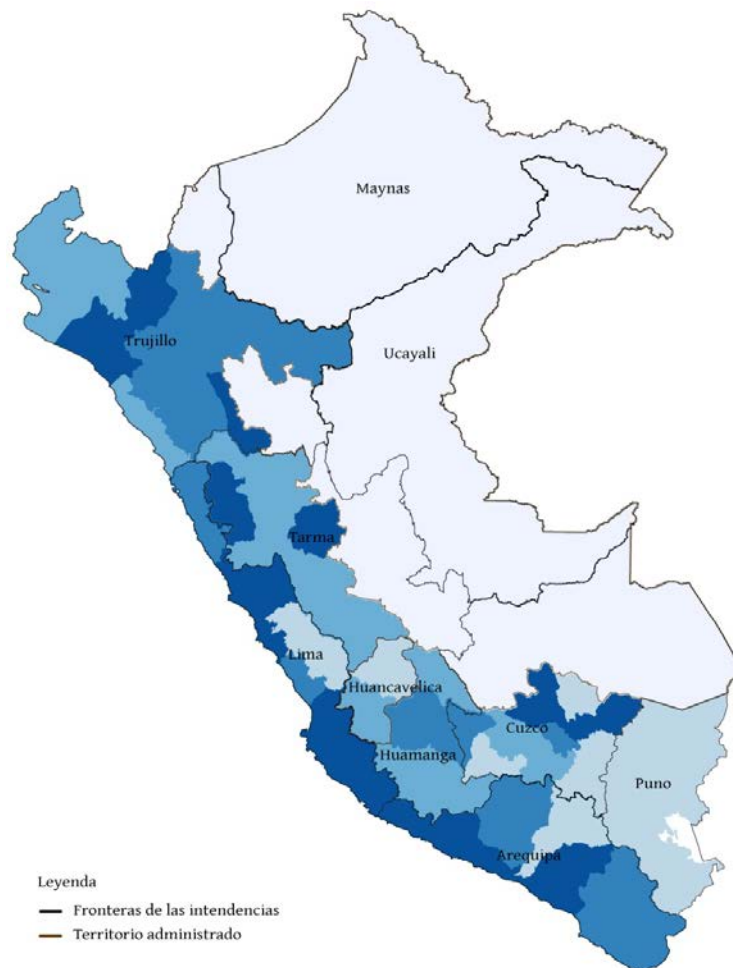 Maynas
Ucayali
Trujillo
Tarma
Lima
Huancavelica
Cuzco
Huamanga
Puno
Arequipa
Leyenda
Fronteras de las intendencias
Territorio administrado